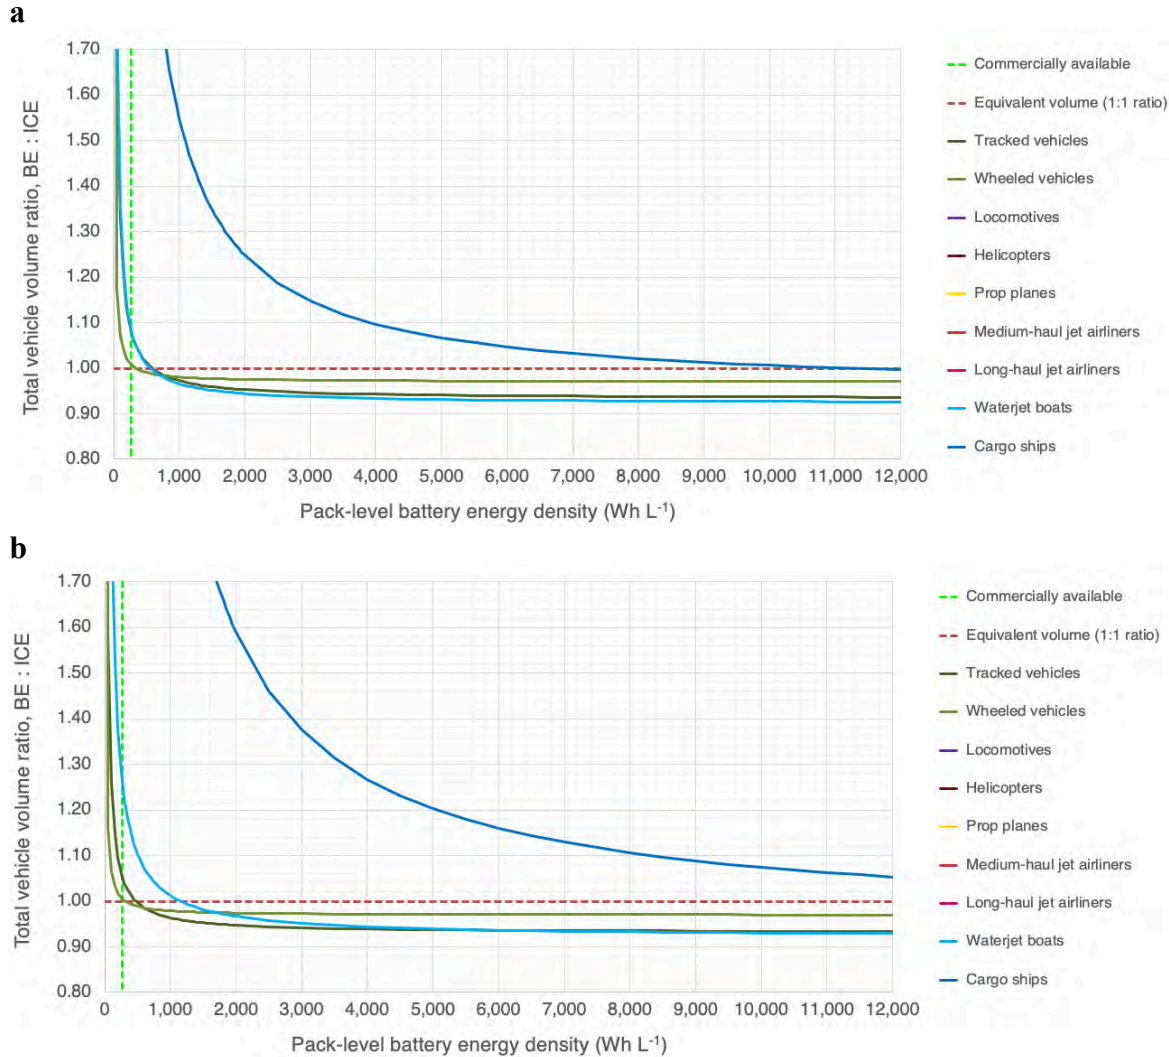 a
1.70
1.60
1.50
1.40
1.30
1.20
1.10
1.00
0.90
0.80
Total vehicle volume ratio, BE : ICE
0 1,000 2,000 3,000 4,000 5,000 6,000 7,000 8,000 9,000 10,000 11,000 12,000
Pack-level battery energy density (Wh L⁻¹)
Commercially available
Equivalent volume (1:1 ratio)
Tracked vehicles
Wheeled vehicles
Locomotives
Helicopters
Prop planes
Medium-haul jet airliners
Long-haul jet airliners
Waterjet boats
Cargo ships
b
1.70
1.60
1.50
1.40
1.30
1.20
1.10
1.00
0.90
0.80
Total vehicle volume ratio, BE : ICE
0 1,000 2,000 3,000 4,000 5,000 6,000 7,000 8,000 9,000 10,000 11,000 12,000
Pack-level battery energy density (Wh L⁻¹)
Commercially available
Equivalent volume (1:1 ratio)
Tracked vehicles
Wheeled vehicles
Locomotives
Helicopters
Prop planes
Medium-haul jet airliners
Long-haul jet airliners
Waterjet boats
Cargo ships